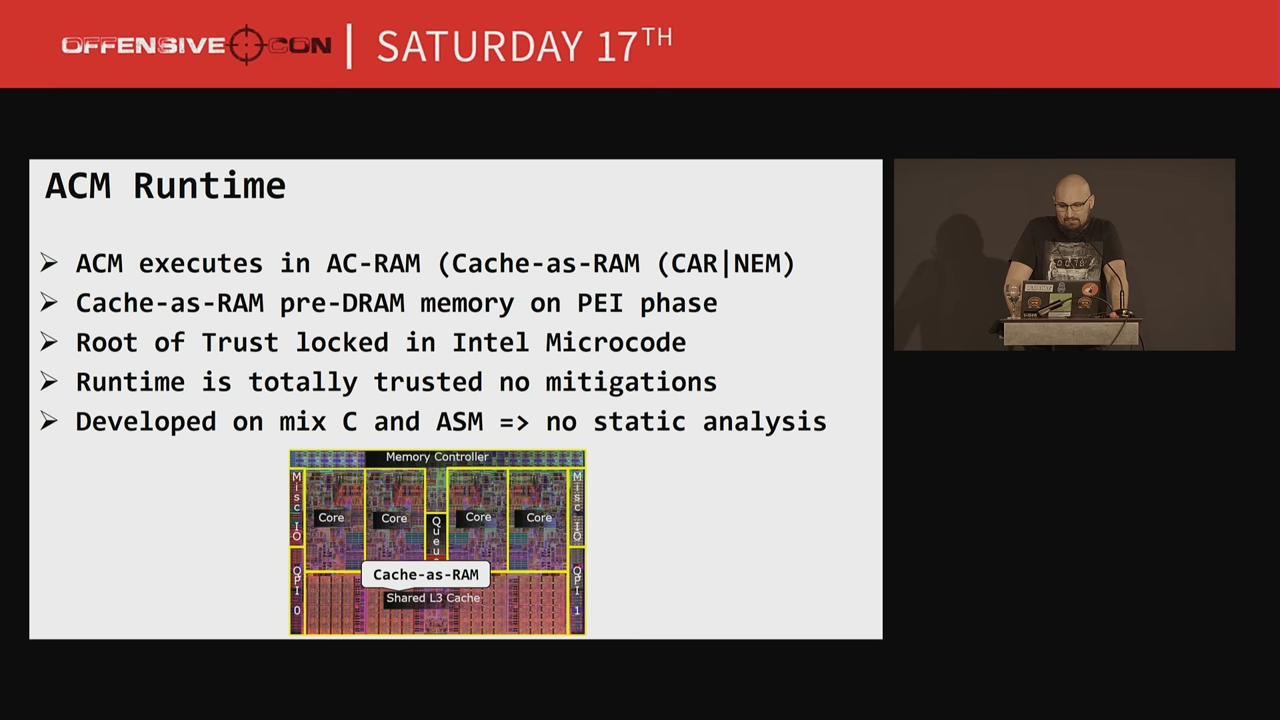 OFFENSIVE CON | SATURDAY 17TH
ACM Runtime
➢ ACM executes in AC-RAM (Cache-as-RAM (CAR|NEM)
➢ Cache-as-RAM pre-DRAM memory on PEI phase
➢ Root of Trust locked in Intel Microcode
➢ Runtime is totally trusted no mitigations
➢ Developed on mix C and ASM => no static analysis
Memory Controller
Misc IO
Core
Core
Queue
Core
Core
Misc IO
QPI 0
Cache-as-RAM
Shared L3 Cache
QPI 1